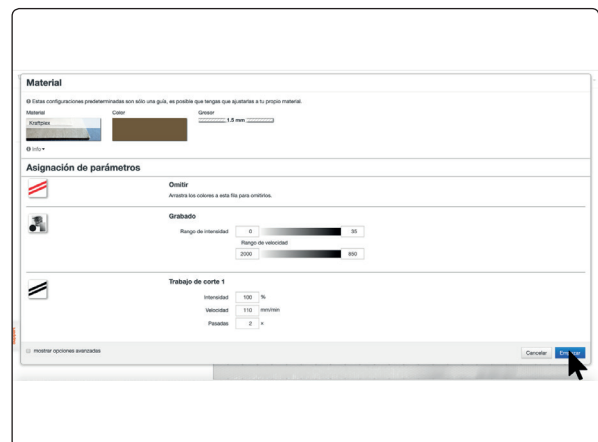 Material
Estas configuraciones predeterminadas son sólo una guía, es posible que tengas que ajustarlas a tu propio material.
Material Color Grosor
Kraftplex 1.5 mm
Info
Asignación de parámetros
Omitir
Arrastra los colores a esta fila para omitirlos.
Grabado
Rango de intensidad 0 35
Rango de velocidad
2000 850
Trabajo de corte 1
Intensidad 100 %
Velocidad 110 mm/min
Pasadas 2 ×
mostrar opciones avanzadas
Cancelar